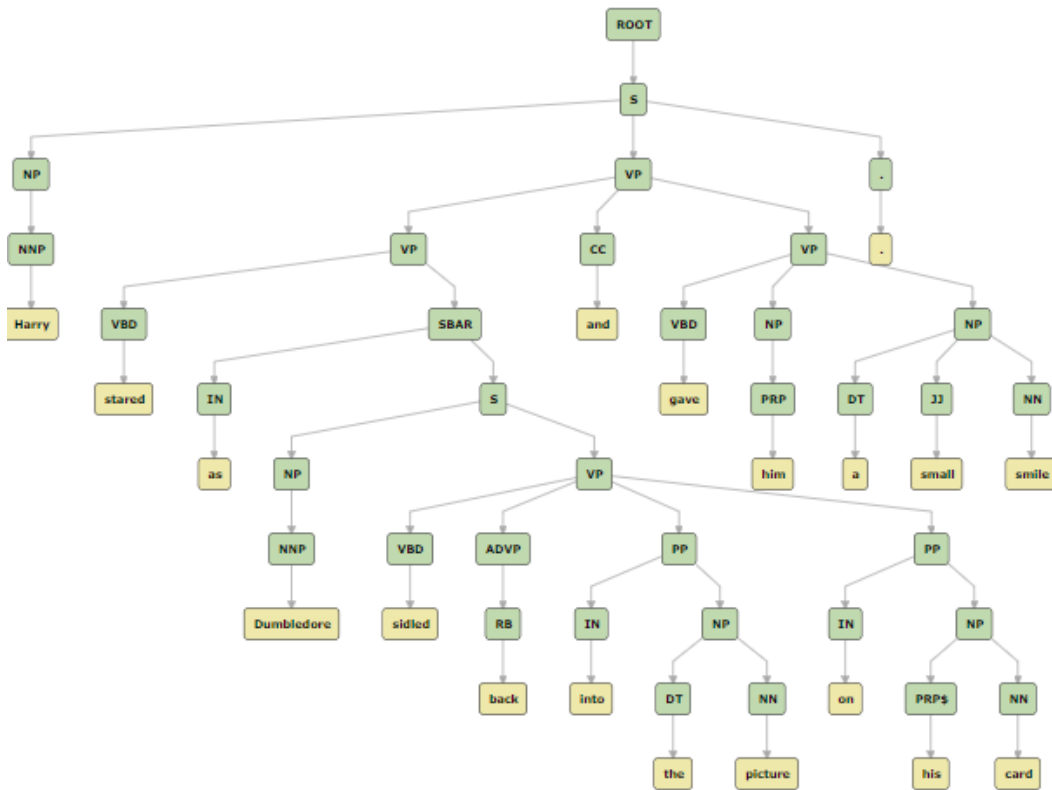 ROOT
S
NP VP .
NNP VP CC VP .
Harry VBD SBAR and VBD NP NP
stared IN S gave PRP DT JJ NN
as NP VP him a small smile
NNP VBD ADVP PP PP
Dumbledore sidled RB IN NP IN NP
back into DT NN on PRP$ NN
the picture his card